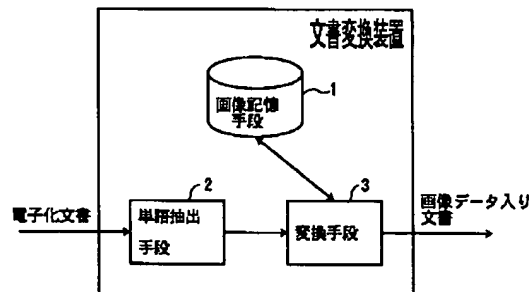 文書変換装置
画像記憶
手段
1
電子化文書
単語抽出
手段
2
変換手段
3
画像データ入り
文書